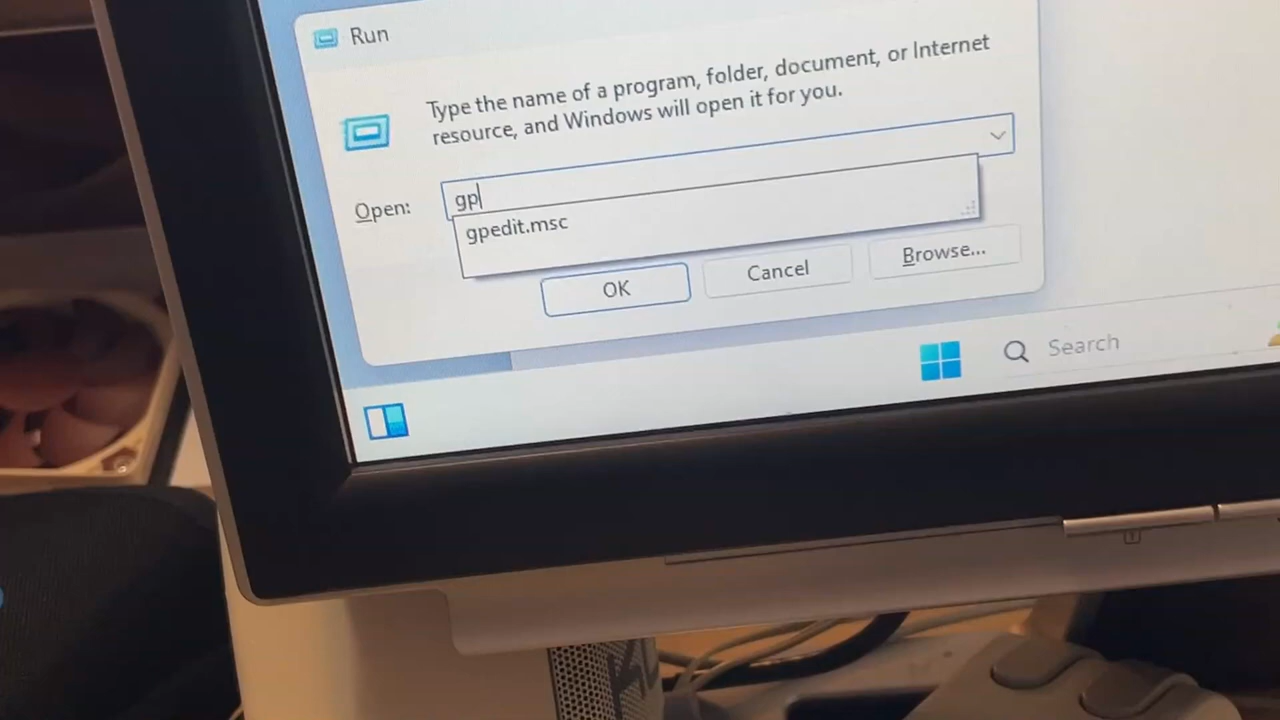 Run
Type the name of a program, folder, document, or Internet
resource, and Windows will open it for you.
Open:
gp
gpedit.msc
OK
Cancel
Browse...
Search